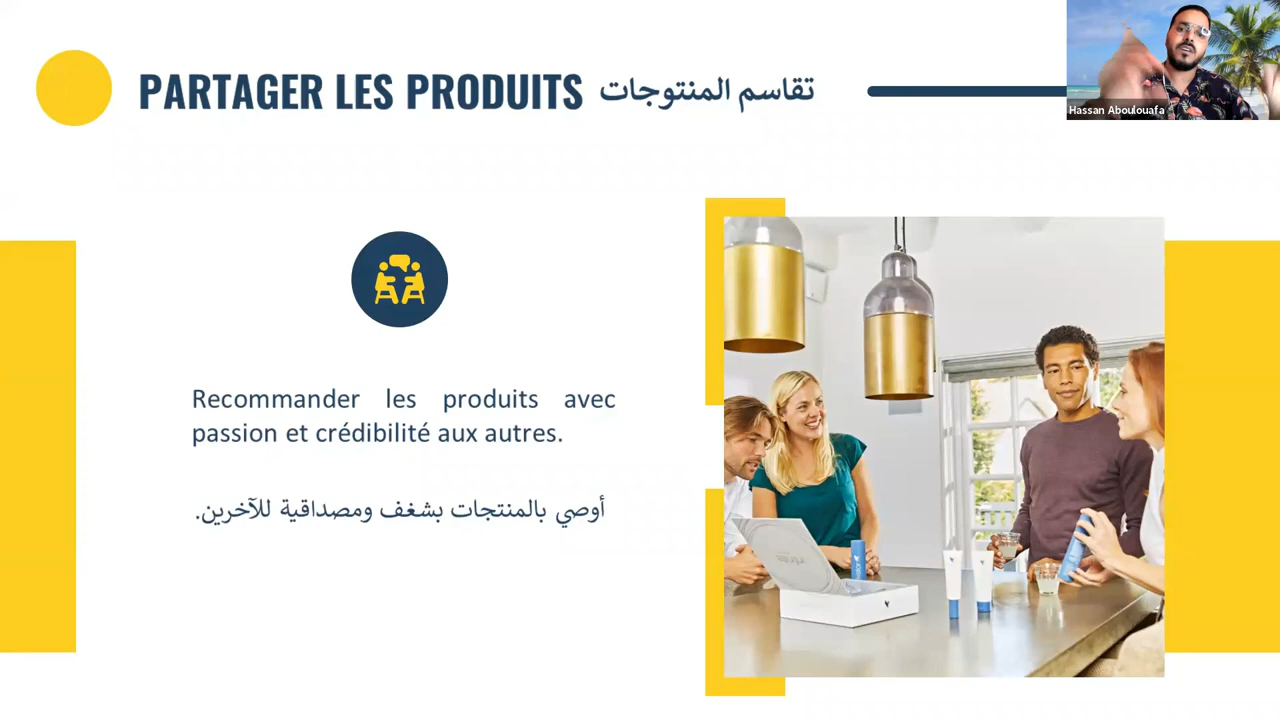 PARTAGER LES PRODUITS تقاسم المنتوجات
Hassan Aboulouafa
Recommander les produits avec
passion et crédibilité aux autres.
أوصي بالمنتجات بشغف ومصداقية للآخرين.